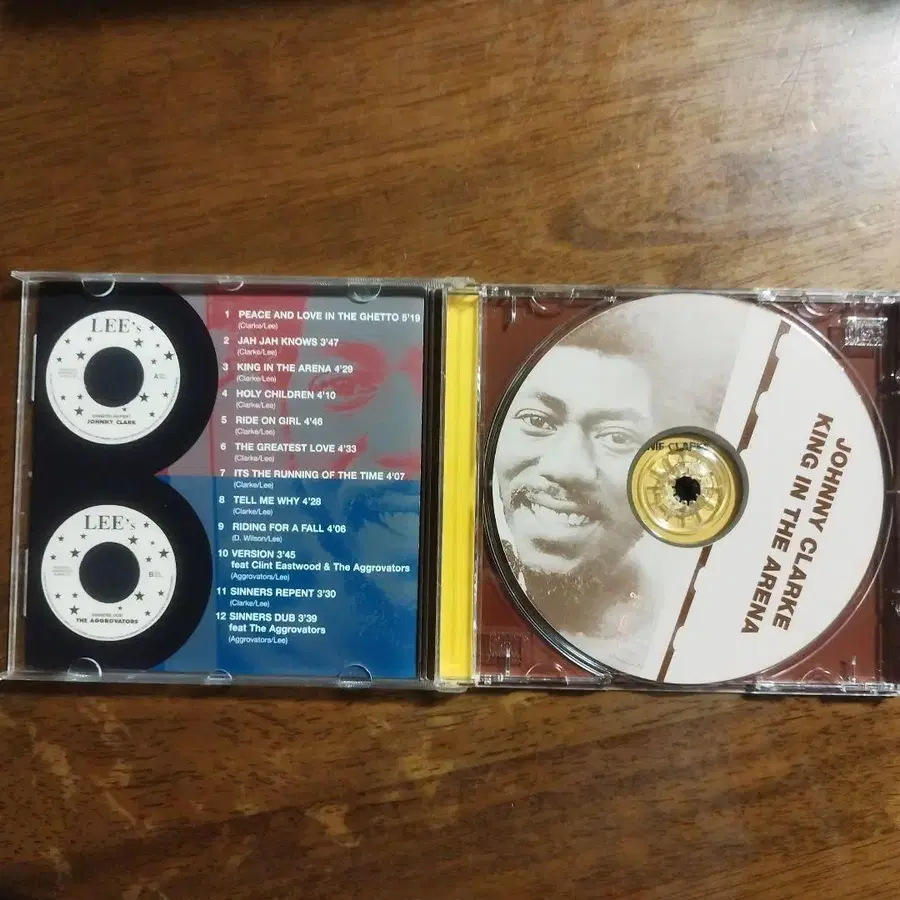 LEE's
A
JOHNNY CLARK
LEE's
B
SINNERS DUB
THE AGGROVATORS
1 PEACE AND LOVE IN THE GHETTO 5'19
(Clarke/Lee)
2 JAH JAH KNOWS 3'47
(Clarke/Lee)
3 KING IN THE ARENA 4'29
(Clarke/Lee)
4 HOLY CHILDREN 4'10
(Clarke/Lee)
5 RIDE ON GIRL 4'46
(Clarke/Lee)
6 THE GREATEST LOVE 4'33
(Clarke/Lee)
7 ITS THE RUNNING OF THE TIME 4'07
(Clarke/Lee)
8 TELL ME WHY 4'28
(Clarke/Lee)
9 RIDING FOR A FALL 4'06
(D. Wilson/Lee)
10 VERSION 3'45
feat Clint Eastwood & The Aggrovators
(Aggrovators/Lee)
11 SINNERS REPENT 3'30
(Clarke/Lee)
12 SINNERS DUB 3'39
feat The Aggrovators
(Aggrovators/Lee)
JOHNNY CLARKE
KING IN THE ARENA